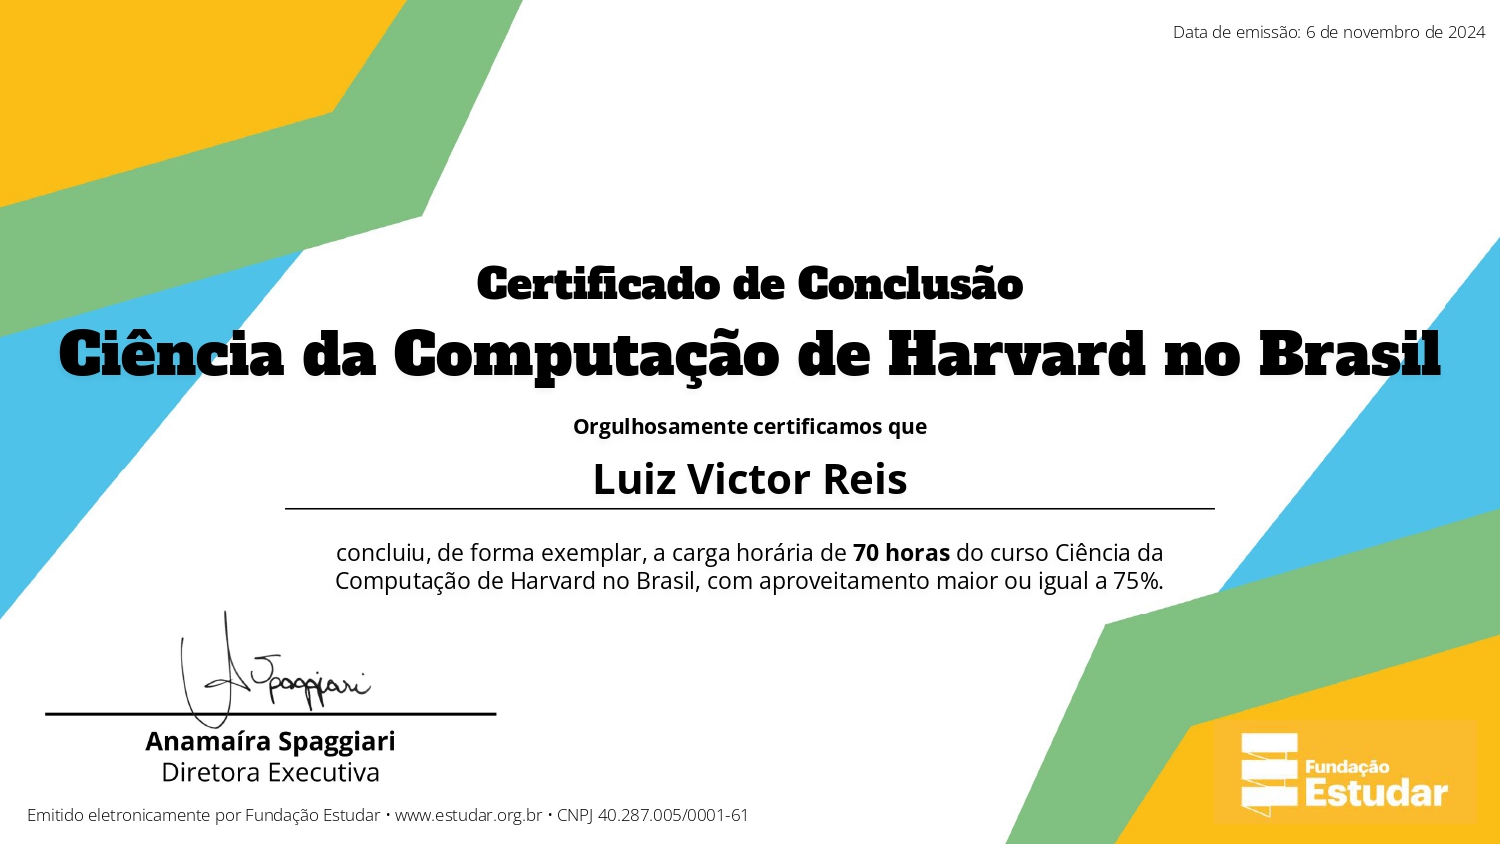 Data de emissão: 6 de novembro de 2024
Certificado de Conclusão
Ciência da Computação de Harvard no Brasil
Orgulhosamente certificamos que
Luiz Victor Reis
concluiu, de forma exemplar, a carga horária de 70 horas do curso Ciência da
Computação de Harvard no Brasil, com aproveitamento maior ou igual a 75%.
A Spaggiari
Anamaíra Spaggiari
Diretora Executiva
Fundação
Estudar
Emitido eletronicamente por Fundação Estudar • www.estudar.org.br • CNPJ 40.287.005/0001-61